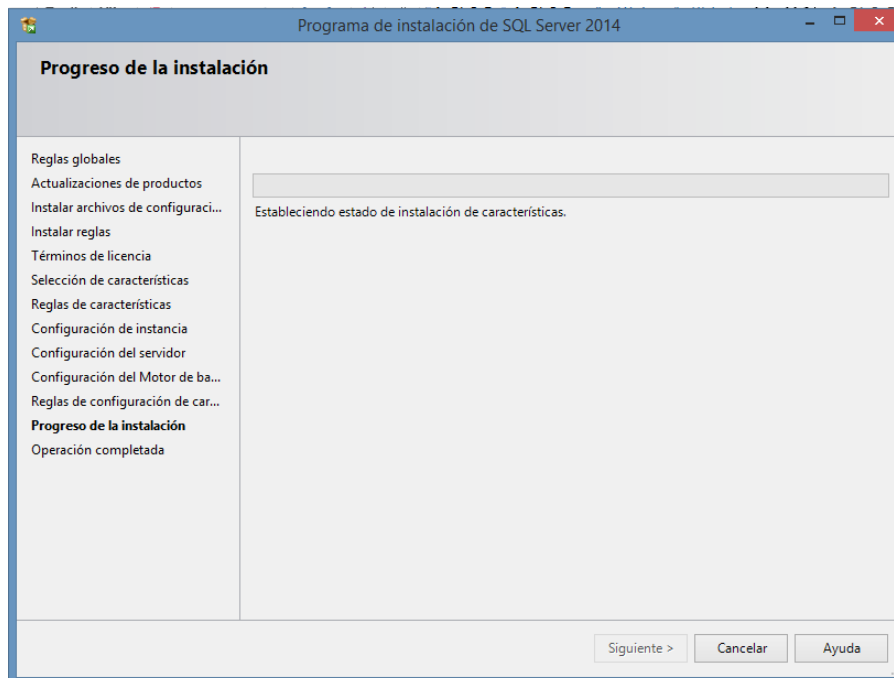 Programa de instalación de SQL Server 2014
Progreso de la instalación
Reglas globales
Actualizaciones de productos
Instalar archivos de configuraci...
Instalar reglas
Términos de licencia
Selección de características
Reglas de características
Configuración de instancia
Configuración del servidor
Configuración del Motor de ba...
Reglas de configuración de car...
Progreso de la instalación
Operación completada
Estableciendo estado de instalación de características.
Siguiente >
Cancelar
Ayuda